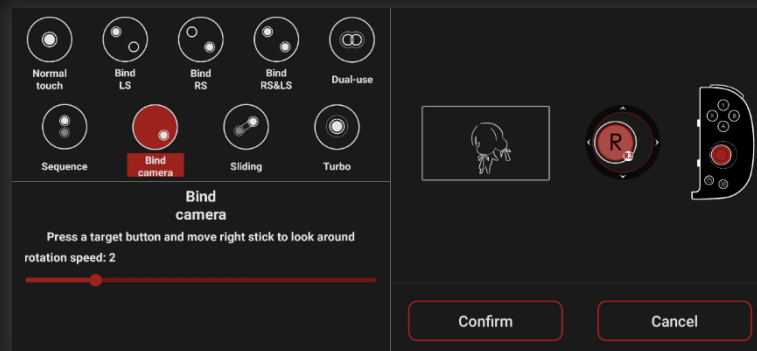 Normal
touch
Bind
LS
Bind
RS
Bind
RS&LS
Dual-use
Sequence
Bind
camera
Sliding
Turbo
Bind
camera
Press a target button and move right stick to look around
rotation speed: 2
R
Y
X
B
A
Confirm
Cancel